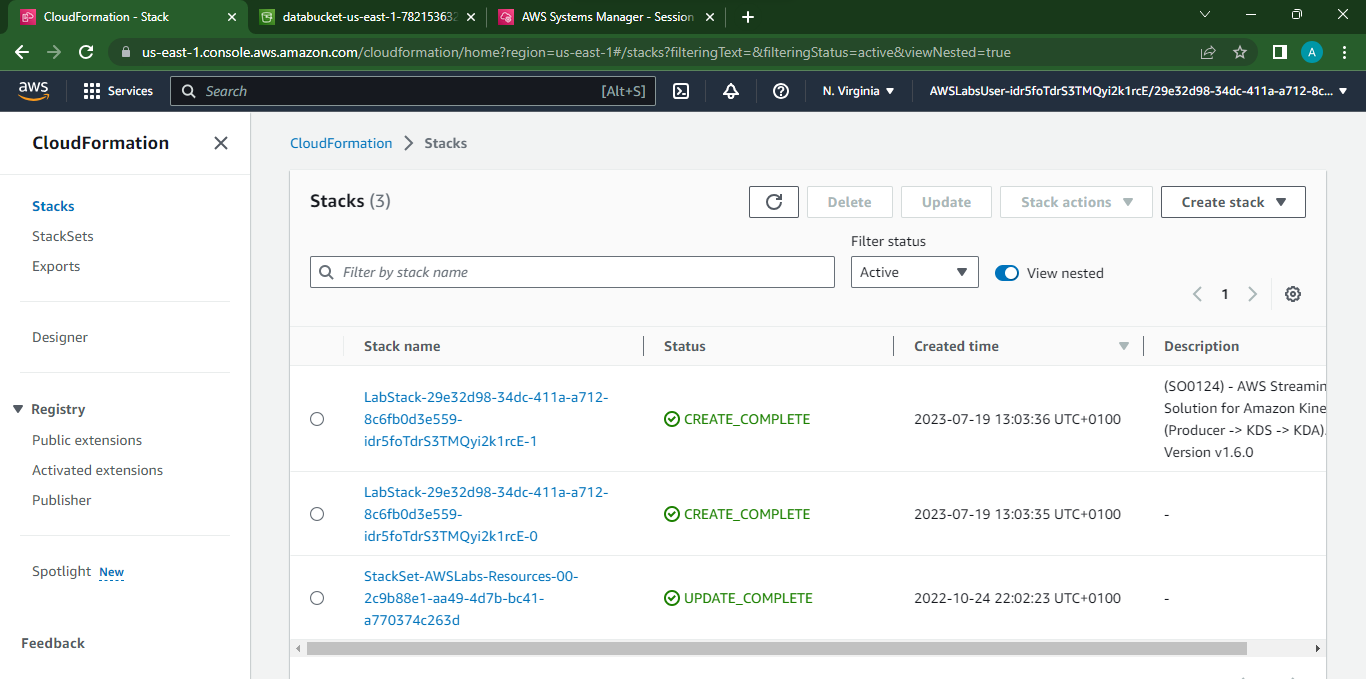 CloudFormation - Stack
databucket-us-east-1-782153632
AWS Systems Manager - Session
us-east-1.console.aws.amazon.com/cloudformation/home?region=us-east-1#/stacks?filteringText=&filteringStatus=active&viewNested=true
A
aws
Services
Search
[Alt+S]
N. Virginia
AWSLabsUser-idr5foTdrS3TMQyi2k1rcE/29e32d98-34dc-411a-a712-8c...
CloudFormation
Stacks
StackSets
Exports
Designer
Registry
Public extensions
Activated extensions
Publisher
Spotlight New
Feedback
CloudFormation > Stacks
Stacks (3)
Delete
Update
Stack actions
Create stack
Filter by stack name
Filter status
Active
View nested
1
Stack name
Status
Created time
Description
LabStack-29e32d98-34dc-411a-a712-
8c6fb0d3e559-
idr5foTdrS3TMQyi2k1rcE-1
CREATE_COMPLETE
2023-07-19 13:03:36 UTC+0100
(SO0124) - AWS Streamin
Solution for Amazon Kine
(Producer -> KDS -> KDA).
Version v1.6.0
LabStack-29e32d98-34dc-411a-a712-
8c6fb0d3e559-
idr5foTdrS3TMQyi2k1rcE-0
CREATE_COMPLETE
2023-07-19 13:03:35 UTC+0100
-
StackSet-AWSLabs-Resources-00-
2c9b88e1-aa49-4d7b-bc41-
a770374c263d
UPDATE_COMPLETE
2022-10-24 22:02:23 UTC+0100
-